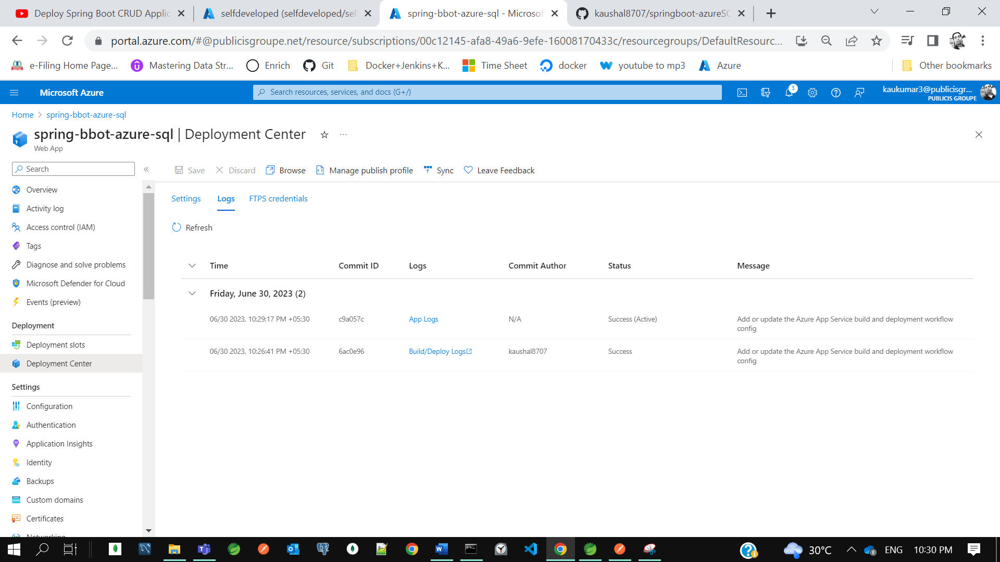 Deploy Spring Boot CRUD Applic
selfdeveloped (selfdeveloped/self
spring-bbot-azure-sql - Microsof
kaushal8707/springboot-azureSC
portal.azure.com/#@publicisgroupe.net/resource/subscriptions/00c12145-afa8-49a6-9efe-16008170433c/resourcegroups/DefaultResourc...
e-Filing Home Page...
Mastering Data Str...
Enrich
Git
Docker+Jenkins+K...
Time Sheet
docker
youtube to mp3
Azure
Other bookmarks
Microsoft Azure
Search resources, services, and docs (G+/)
3
kaukumar3@publicisgr...
PUBLICIS GROUPE
Home > spring-bbot-azure-sql
spring-bbot-azure-sql | Deployment Center
Web App
Search
Save
Discard
Browse
Manage publish profile
Sync
Leave Feedback
Overview
Activity log
Access control (IAM)
Tags
Diagnose and solve problems
Microsoft Defender for Cloud
Events (preview)
Deployment
Deployment slots
Deployment Center
Settings
Configuration
Authentication
Application Insights
Identity
Backups
Custom domains
Certificates
Networking
Settings
Logs
FTPS credentials
Refresh
Time
Commit ID
Logs
Commit Author
Status
Message
Friday, June 30, 2023 (2)
06/30 2023, 10:29:17 PM +05:30
c9a057c
App Logs
N/A
Success (Active)
Add or update the Azure App Service build and deployment workflow
config
06/30 2023, 10:26:41 PM +05:30
6ac0e96
Build/Deploy Logs
kaushal8707
Success
Add or update the Azure App Service build and deployment workflow
config
30°C
ENG
10:30 PM